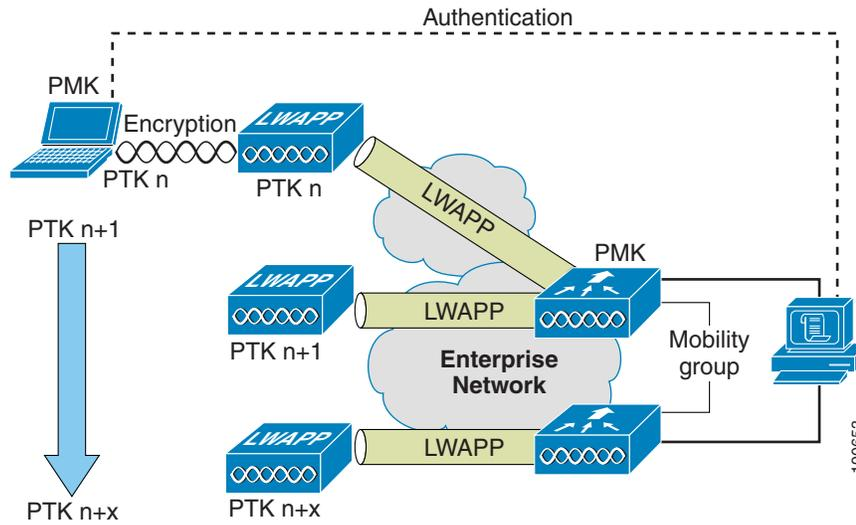 Authentication
PMK
LWAPP
Encryption
PTK n
PTK n
LWAPP
PTK n+1
PMK
LWAPP
LWAPP
PTK n+1
Mobility
group
Enterprise
Network
LWAPP
LWAPP
PTK n+x
PTK n+x